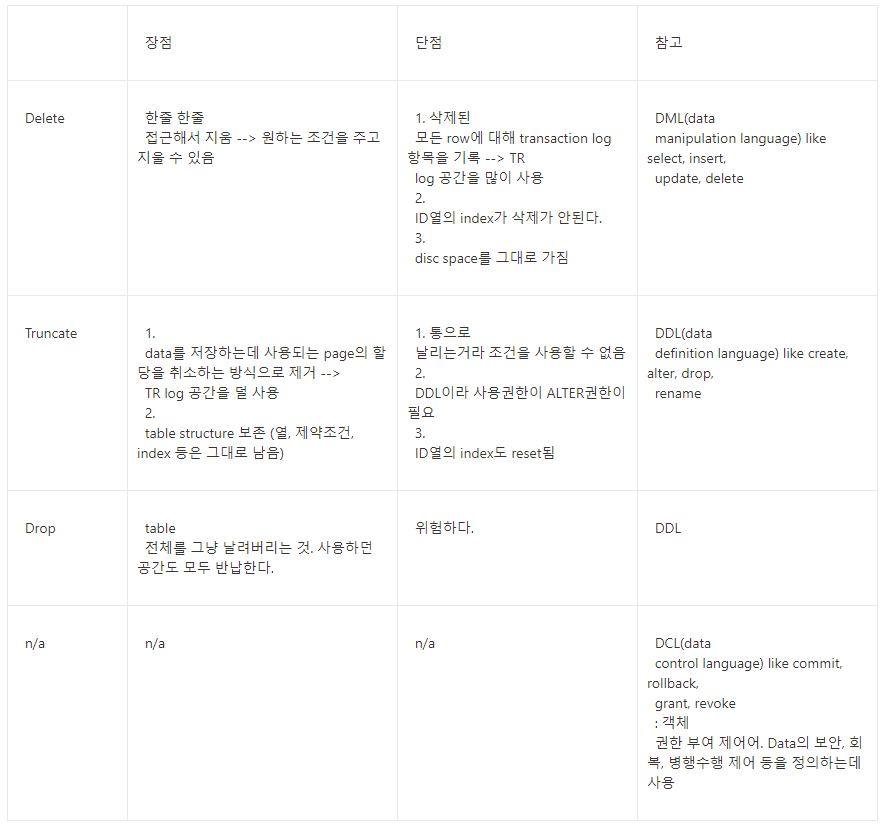 장점
단점
참고
Delete
한줄 한줄
접근해서 지움 --> 원하는 조건을 주고
지울 수 있음
1. 삭제된
모든 row에 대해 transaction log
항목을 기록 --> TR
log 공간을 많이 사용
2.
ID열의 index가 삭제가 안된다.
3.
disc space를 그대로 가짐
DML(data
manipulation language) like
select, insert,
update, delete
Truncate
1.
data를 저장하는데 사용되는 page의 할
당을 취소하는 방식으로 제거 -->
TR log 공간을 덜 사용
2.
table structure 보존 (열, 제약조건,
index 등은 그대로 남음)
1. 통으로
날리는거라 조건을 사용할 수 없음
2.
DDL이라 사용권한이 ALTER권한이
필요
3.
ID열의 index도 reset됨
DDL(data
definition language) like create,
alter, drop,
rename
Drop
table
전체를 그냥 날려버리는 것. 사용하던
공간도 모두 반납한다.
위험하다.
DDL
n/a
n/a
n/a
DCL(data
control language) like commit,
rollback,
grant, revoke
: 객체
권한 부여 제어어. Data의 보안, 회
복, 병행수행 제어 등을 정의하는데
사용